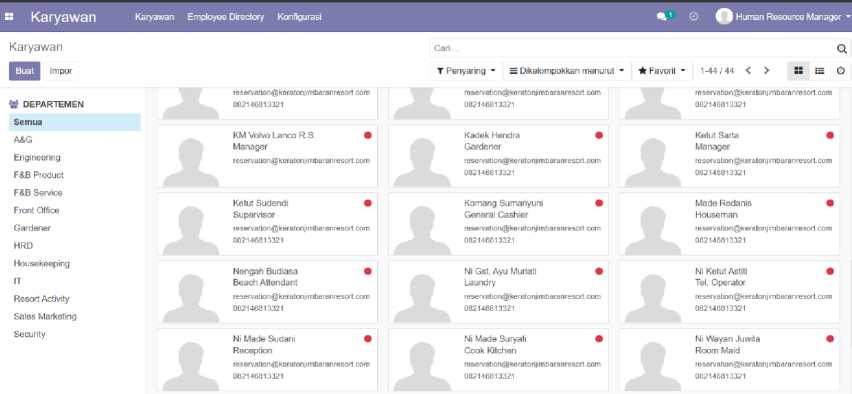 Karyawan Karyawan Employee Directory Konfigurasi 1 Human Resource Manager
Karyawan Cari ...
Buat Impor Penyaring Dikelompokkan menurut Favorit 1-44 / 44
DEPARTEMEN
Semua
A&G
Engineering
F&B Product
F&B Service
Front Office
Gardener
HRD
Housekeeping
IT
Resort Activity
Sales Marketing
Security
reservation@keratonjimbaranresort.com
082146813321
reservation@keratonjimbaranresort.com
082146813321
reservation@keratonjimbaranresort.com
082146813321
KM Volvo Lanco R.S.
Manager
reservation@keratonjimbaranresort.com
Kadek Hendra
Gardener
reservation@keratonjimbaranresort.com
082146813321
Ketut Sarta
Manager
reservation@keratonjimbaranresort.com
082146813321
Ketut Sudendi
Supervisor
reservation@keratonjimbaranresort.com
082146813321
Komang Sumariyuni
General Cashier
reservation@keratonjimbaranresort.com
082146813321
Made Redanis
Houseman
reservation@keratonjimbaranresort.com
082146813321
Nengah Budiasa
Beach Attendant
reservation@keratonjimbaranresort.com
082146813321
Ni Gst. Ayu Muriati
Laundry
reservation@keratonjimbaranresort.com
082146813321
Ni Ketut Astiti
Tel. Operator
reservation@keratonjimbaranresort.com
082146813321
Ni Made Sudani
Reception
reservation@keratonjimbaranresort.com
082146813321
Ni Made Suryati
Cook Kitchen
reservation@keratonjimbaranresort.com
082146813321
Ni Wayan Juwita
Room Maid
reservation@keratonjimbaranresort.com
082146813321